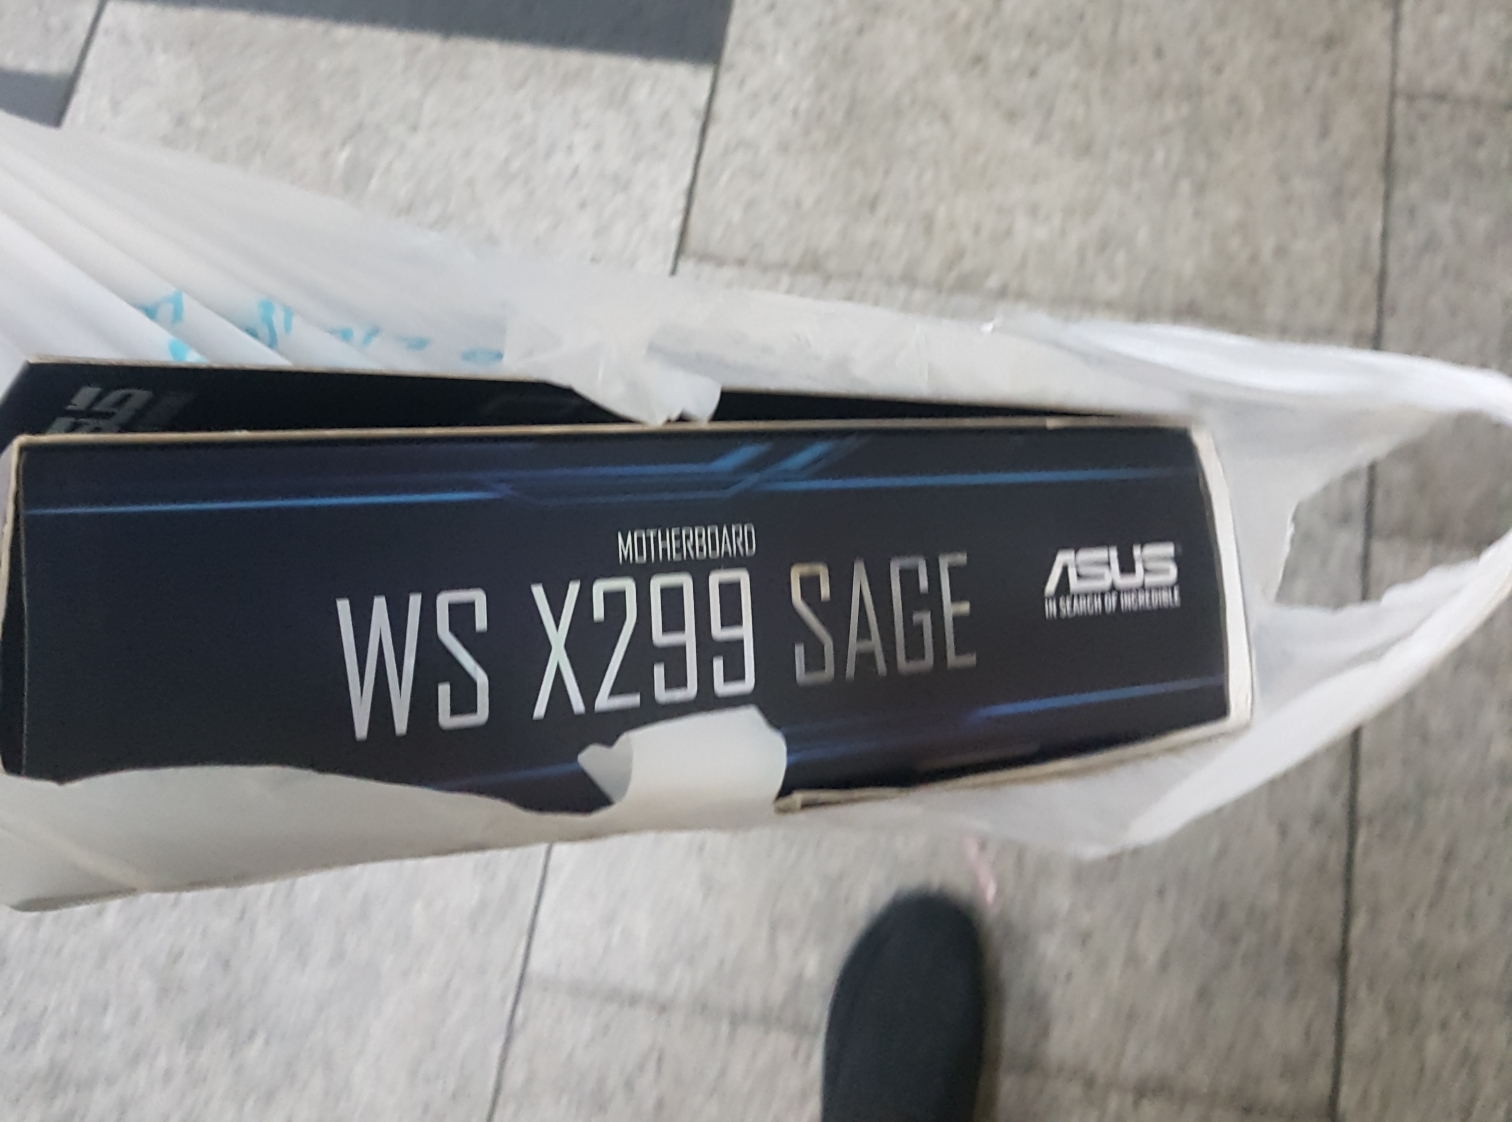 MOTHERBOARD
WS X299 SAGE
ASUS
IN SEARCH OF INCREDIBLE